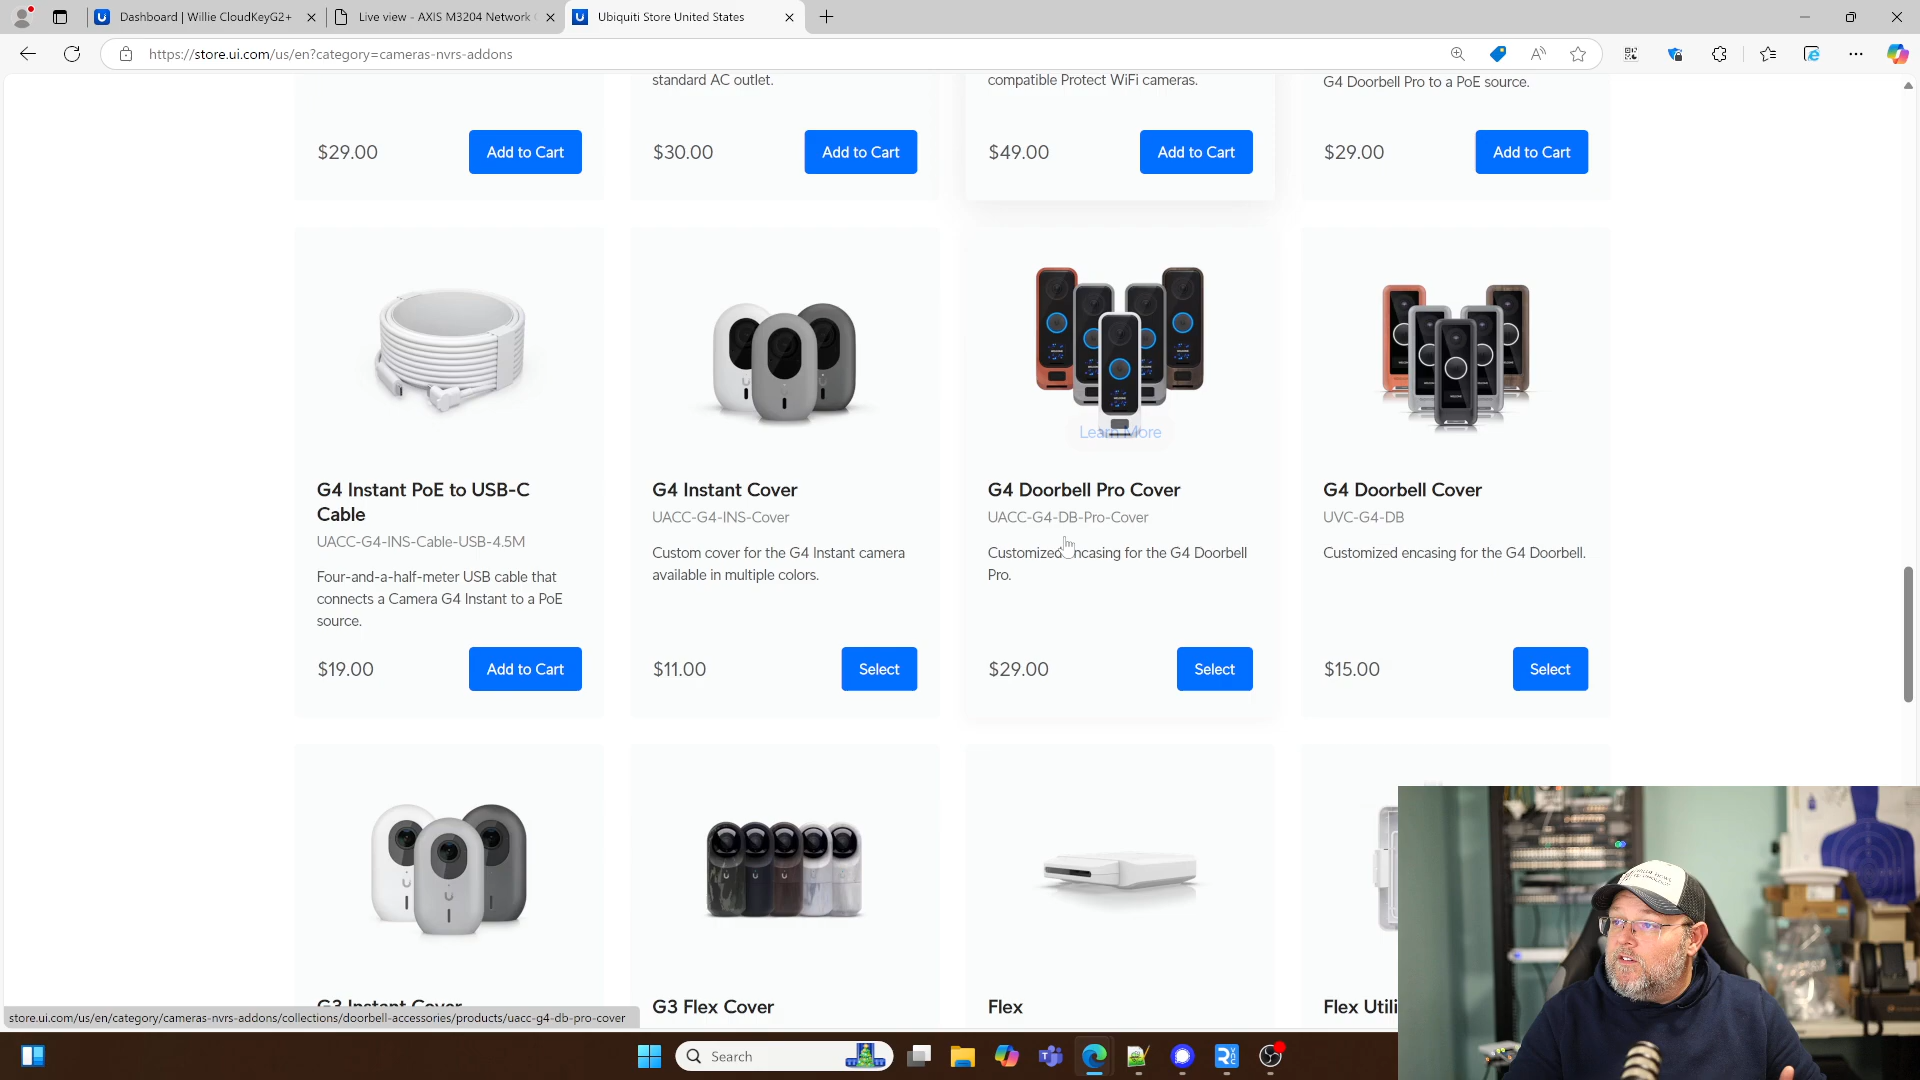 Dashboard | Willie CloudKeyG2+
Live view - AXIS M3204 Network
Ubiquiti Store United States
https://store.ui.com/us/en?category=cameras-nvrs-addons
standard AC outlet.
compatible Protect WiFi cameras.
G4 Doorbell Pro to a PoE source.
$29.00 Add to Cart
$30.00 Add to Cart
$49.00 Add to Cart
$29.00 Add to Cart
Learn More
G4 Instant PoE to USB-C
Cable
UACC-G4-INS-Cable-USB-4.5M
Four-and-a-half-meter USB cable that
connects a Camera G4 Instant to a PoE
source.
$19.00 Add to Cart
G4 Instant Cover
UACC-G4-INS-Cover
Custom cover for the G4 Instant camera
available in multiple colors.
$11.00 Select
G4 Doorbell Pro Cover
UACC-G4-DB-Pro-Cover
Customized encasing for the G4 Doorbell
Pro.
$29.00 Select
G4 Doorbell Cover
UVC-G4-DB
Customized encasing for the G4 Doorbell.
$15.00 Select
G3 Instant Cover
G3 Flex Cover
Flex
Flex Utili
store.ui.com/us/en/category/cameras-nvrs-addons/collections/doorbell-accessories/products/uacc-g4-db-pro-cover
Search